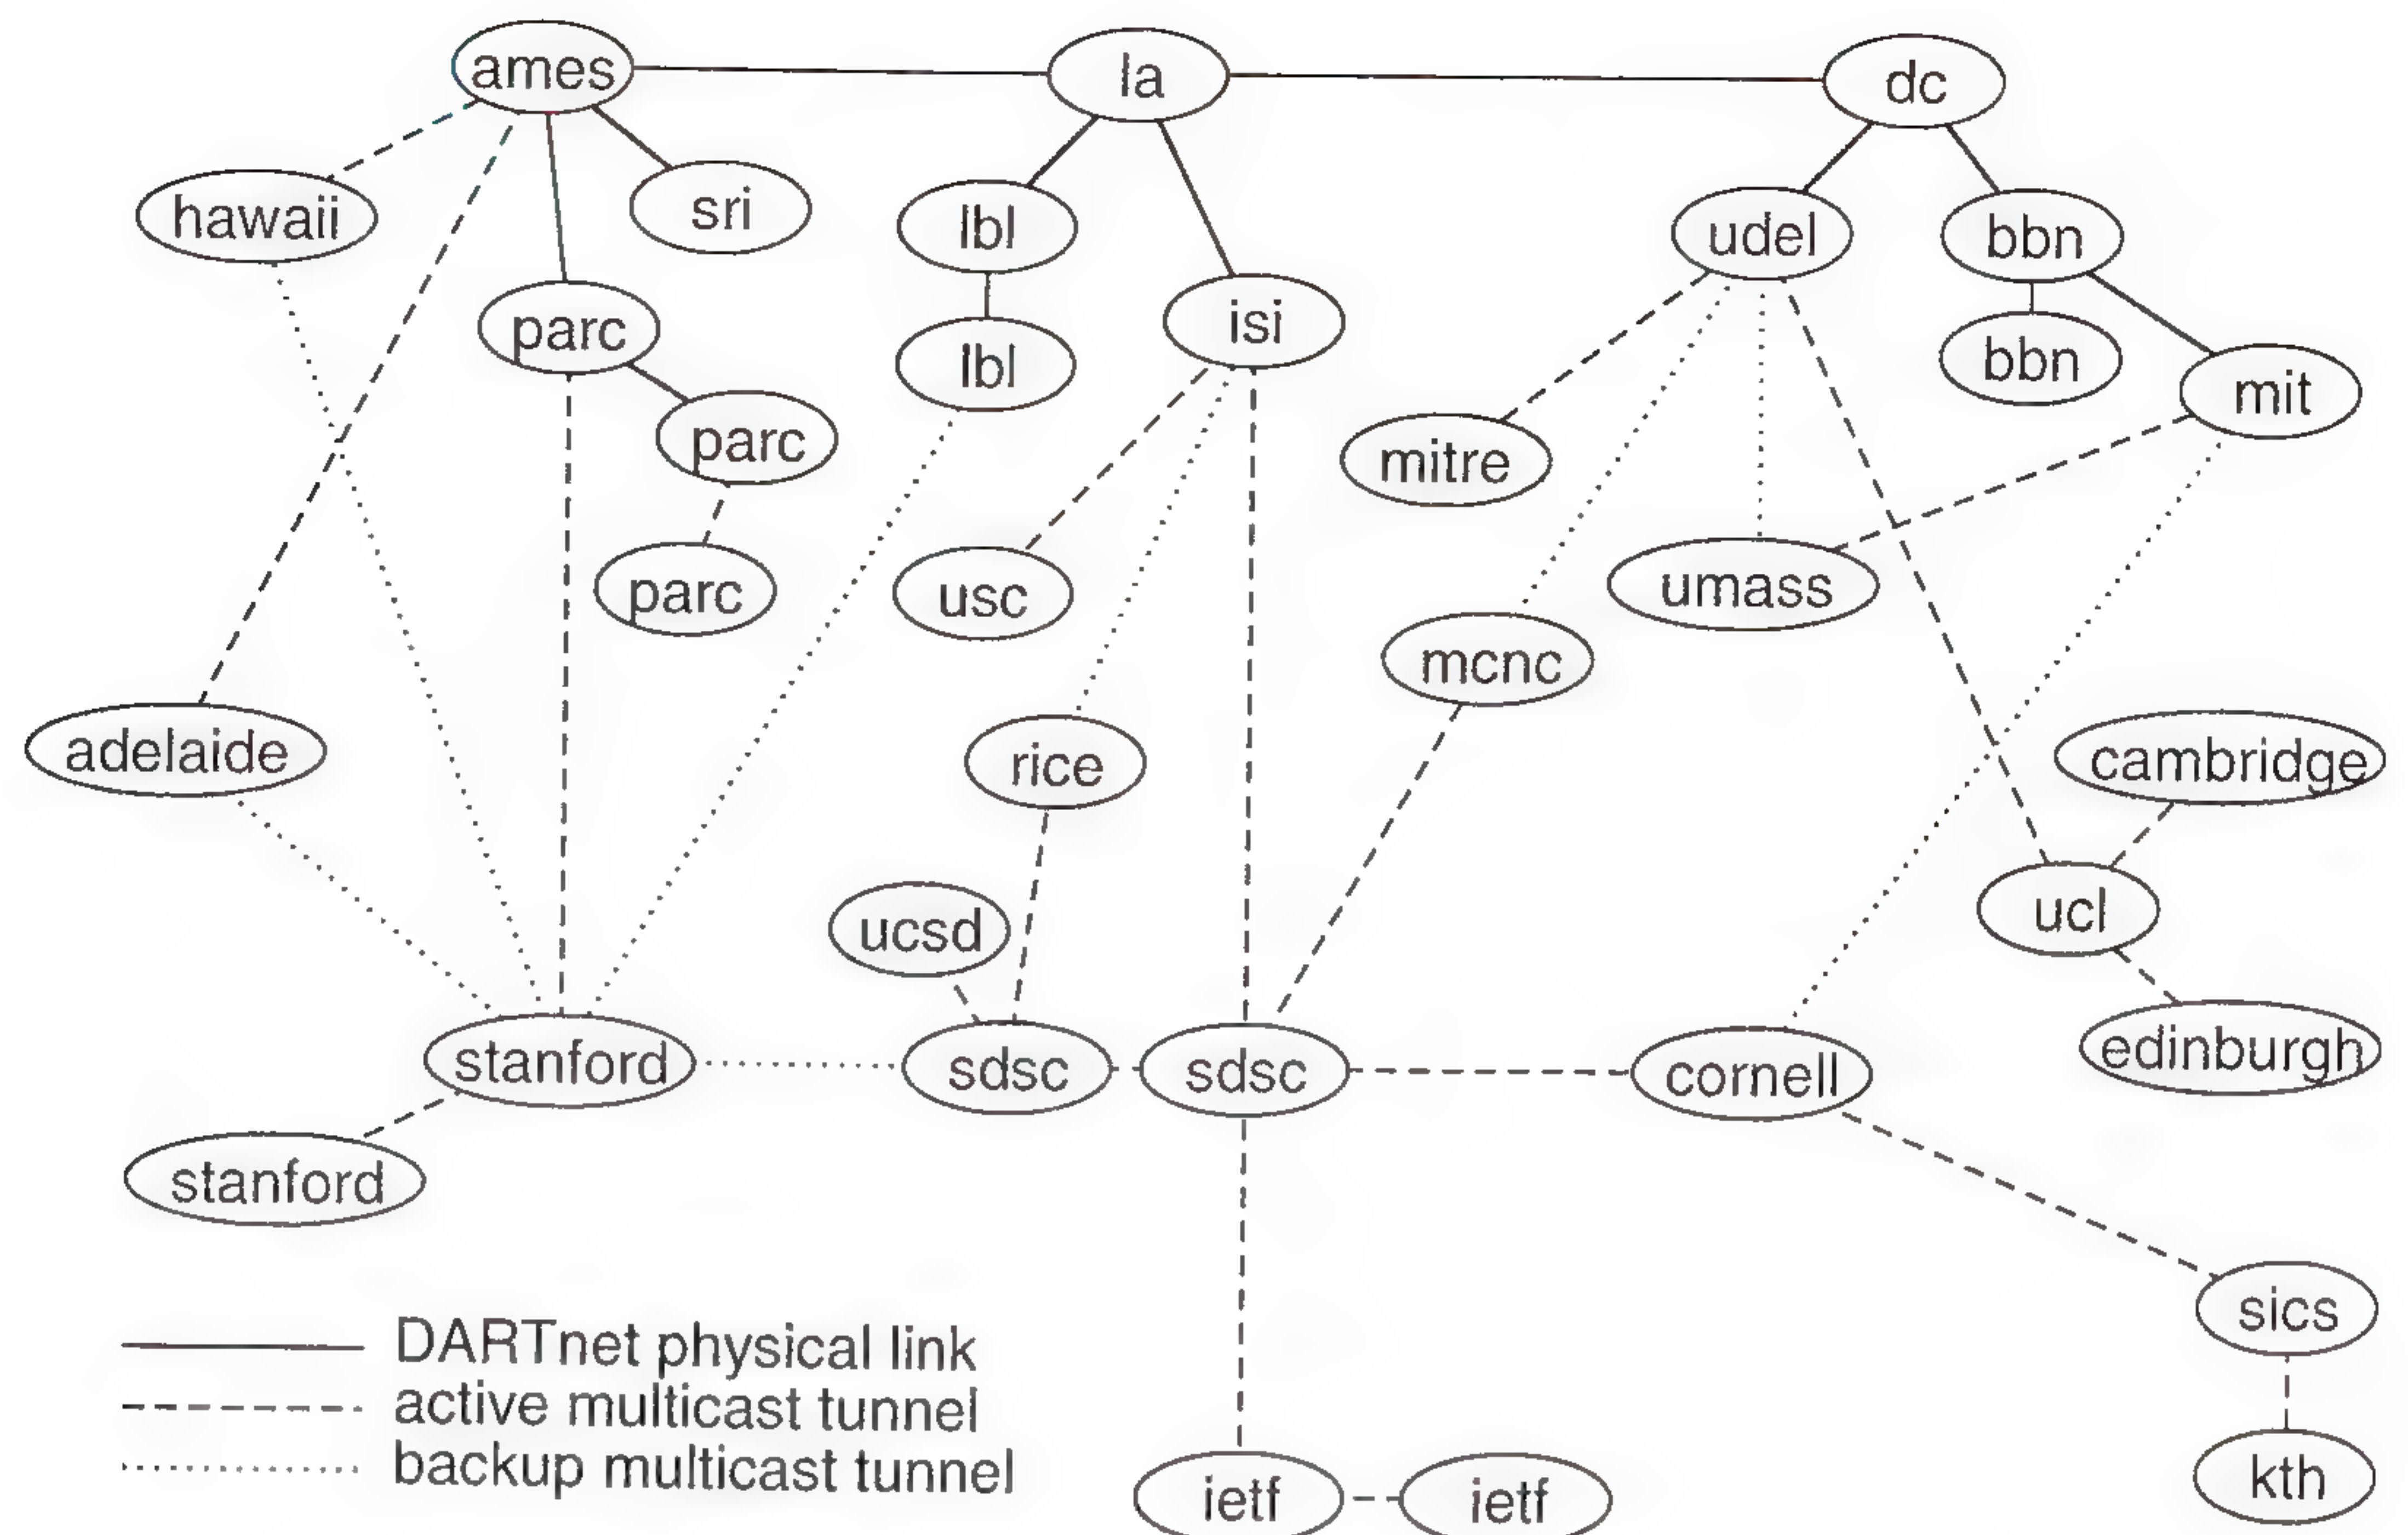 ames
la
dc
hawaii
sri
lbl
udel
bbn
parc
isi
lbl
bbn
mit
parc
mitre
parc
usc
umass
mcnc
adelaide
rice
cambridge
ucsd
ucl
stanford
sdsc
sdsc
cornell
edinburgh
stanford
sics
DARTnet physical link
active multicast tunnel
backup multicast tunnel
kth
ietf
ietf